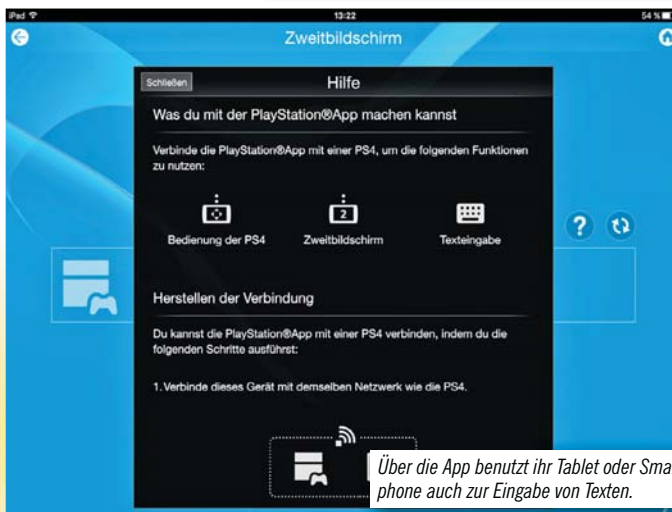 iPad 13:22 54 %
Zweitbildschirm
Schließen Hilfe
Was du mit der PlayStation®App machen kannst
Verbinde die PlayStation®App mit einer PS4, um die folgenden Funktionen
zu nutzen:
2
Bedienung der PS4 Zweitbildschirm Texteingabe
?
Herstellen der Verbindung
Du kannst die PlayStation®App mit einer PS4 verbinden, indem du die
folgenden Schritte ausführst:
1. Verbinde dieses Gerät mit demselben Netzwerk wie die PS4.
Über die App benutzt ihr Tablet oder Sma
phone auch zur Eingabe von Texten.